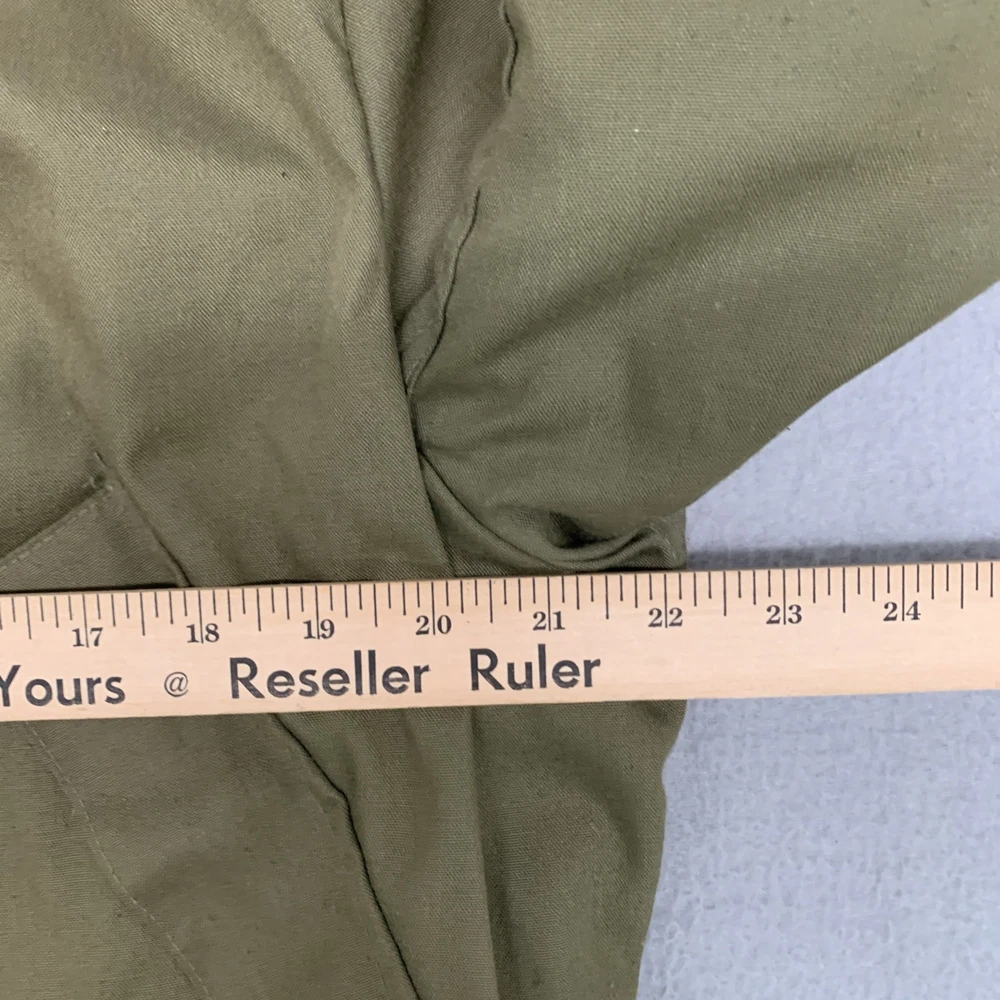 17 18 19 20 21 22 23 24
Yours @ Reseller Ruler